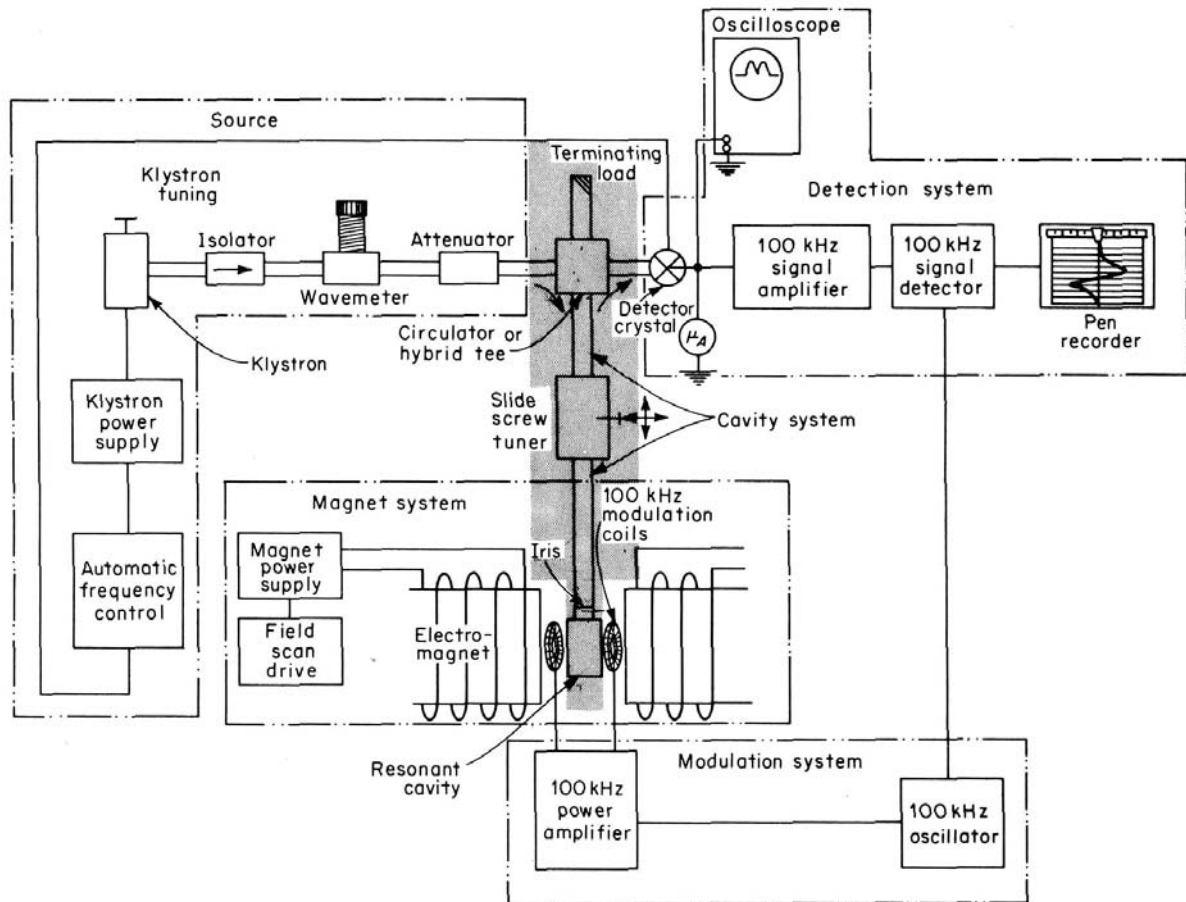 Oscilloscope
Source
Terminating
load
Klystron
tuning
Detection system
Isolator
Attenuator
100 kHz
signal
amplifier
100 kHz
signal
detector
Wavemeter
Detector
crystal
Circulator or
hybrid tee
μA
Pen
recorder
Klystron
Klystron
power
supply
Slide
screw
tuner
Cavity system
Magnet system
100 kHz
modulation
coils
Magnet
power
supply
Iris
Automatic
frequency
control
Field
scan
drive
Electro-
magnet
Resonant
cavity
Modulation system
100 kHz
power
amplifier
100 kHz
oscillator